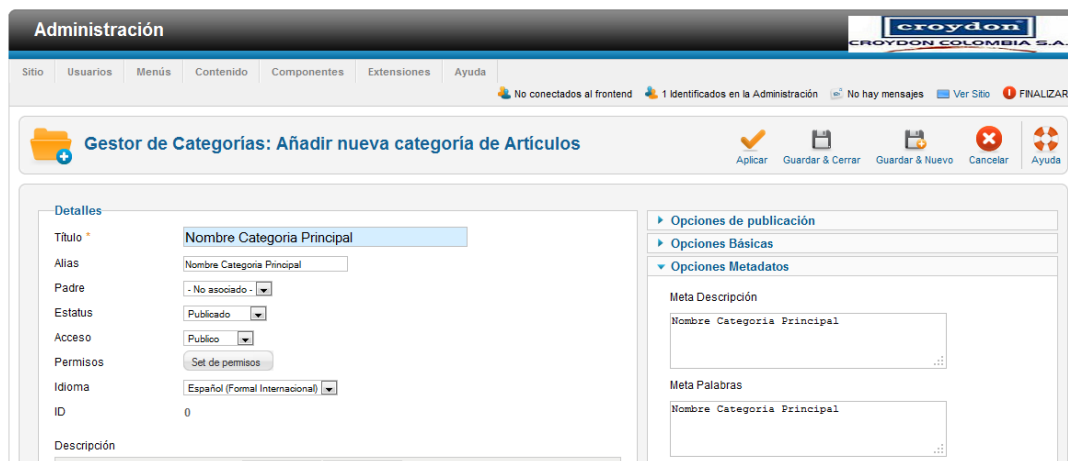 Administración
croydon
CROYDON COLOMBIA S.A.
Sitio Usuarios Menús Contenido Componentes Extensiones Ayuda
No conectados al frontend 1 Identificados en la Administración No hay mensajes Ver Sitio FINALIZAR
Gestor de Categorías: Añadir nueva categoría de Artículos
Aplicar Guardar & Cerrar Guardar & Nuevo Cancelar Ayuda
Detalles
Título * Nombre Categoria Principal
Alias Nombre Categoria Principal
Padre - No asociado -
Estatus Publicado
Acceso Publico
Permisos Set de permisos
Idioma Español (Formal Internacional)
ID 0
Descripción
Opciones de publicación
Opciones Básicas
Opciones Metadatos
Meta Descripción
Nombre Categoria Principal
Meta Palabras
Nombre Categoria Principal